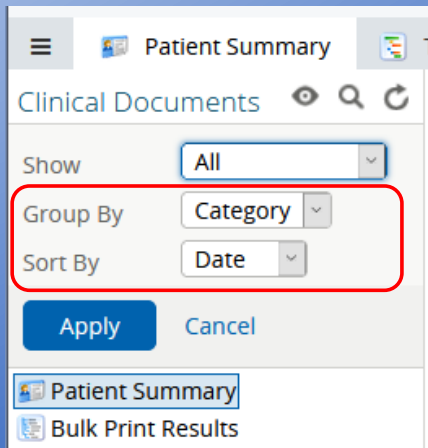 Patient Summary
Clinical Documents
Show All
Group By Category
Sort By Date
Apply Cancel
Patient Summary
Bulk Print Results